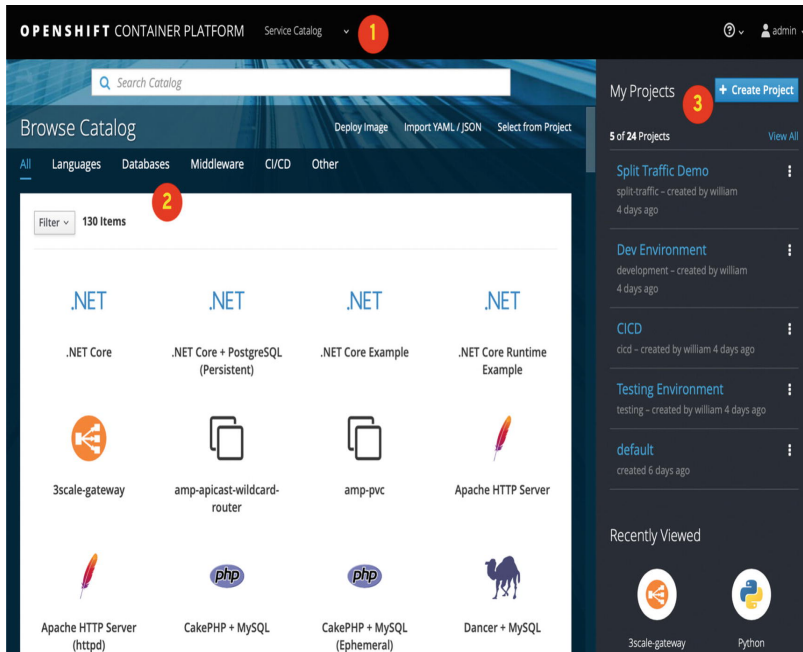 OPENSHIFT CONTAINER PLATFORM Service Catalog 1 admin
Search Catalog
Browse Catalog Deploy Image Import YAML / JSON Select from Project
All Languages Databases Middleware CI/CD Other
2
Filter 130 Items
.NET .NET .NET .NET
.NET Core .NET Core + PostgreSQL .NET Core Example .NET Core Runtime
(Persistent) Example
3scale-gateway amp-apicast-wildcard- amp-pvc Apache HTTP Server
router
php php
Apache HTTP Server CakePHP + MySQL CakePHP + MySQL Dancer + MySQL
(httpd) (Ephemeral)
My Projects 3 + Create Project
5 of 24 Projects View All
Split Traffic Demo
split-traffic – created by william
4 days ago
Dev Environment
development – created by william
4 days ago
CICD
cicd – created by william 4 days ago
Testing Environment
testing – created by william 4 days ago
default
created 6 days ago
Recently Viewed
3scale-gateway Python